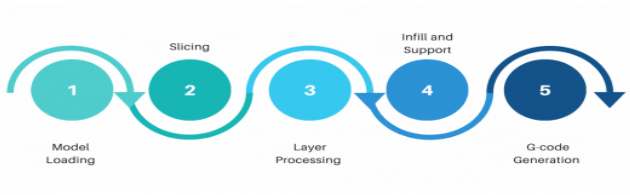 1
Model
Loading
2
Slicing
3
Layer
Processing
4
Infill and
Support
5
G-code
Generation